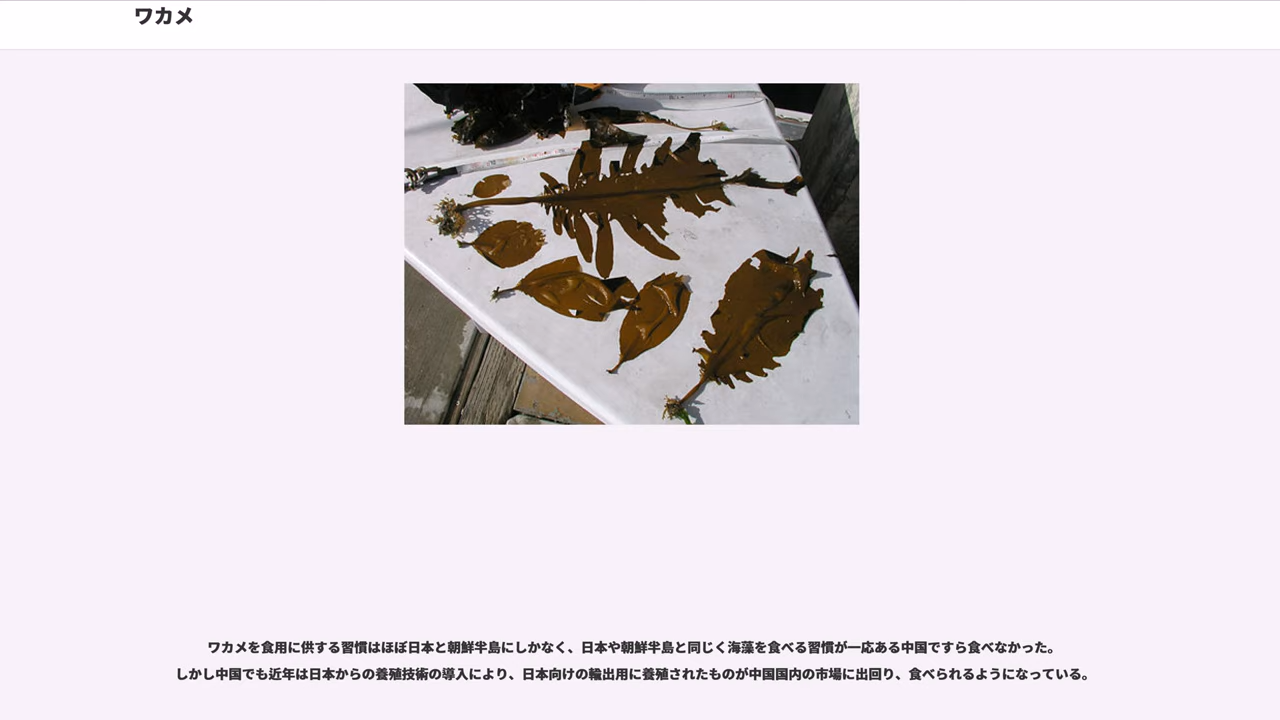 ワカメ
ワカメを食用に供する習慣はほぼ日本と朝鮮半島にしかなく、日本や朝鮮半島と同じく海藻を食べる習慣が一応ある中国ですら食べなかった。
しかし中国でも近年は日本からの養殖技術の導入により、日本向けの輸出用に養殖されたものが中国国内の市場に出回り、食べられるようになっている。